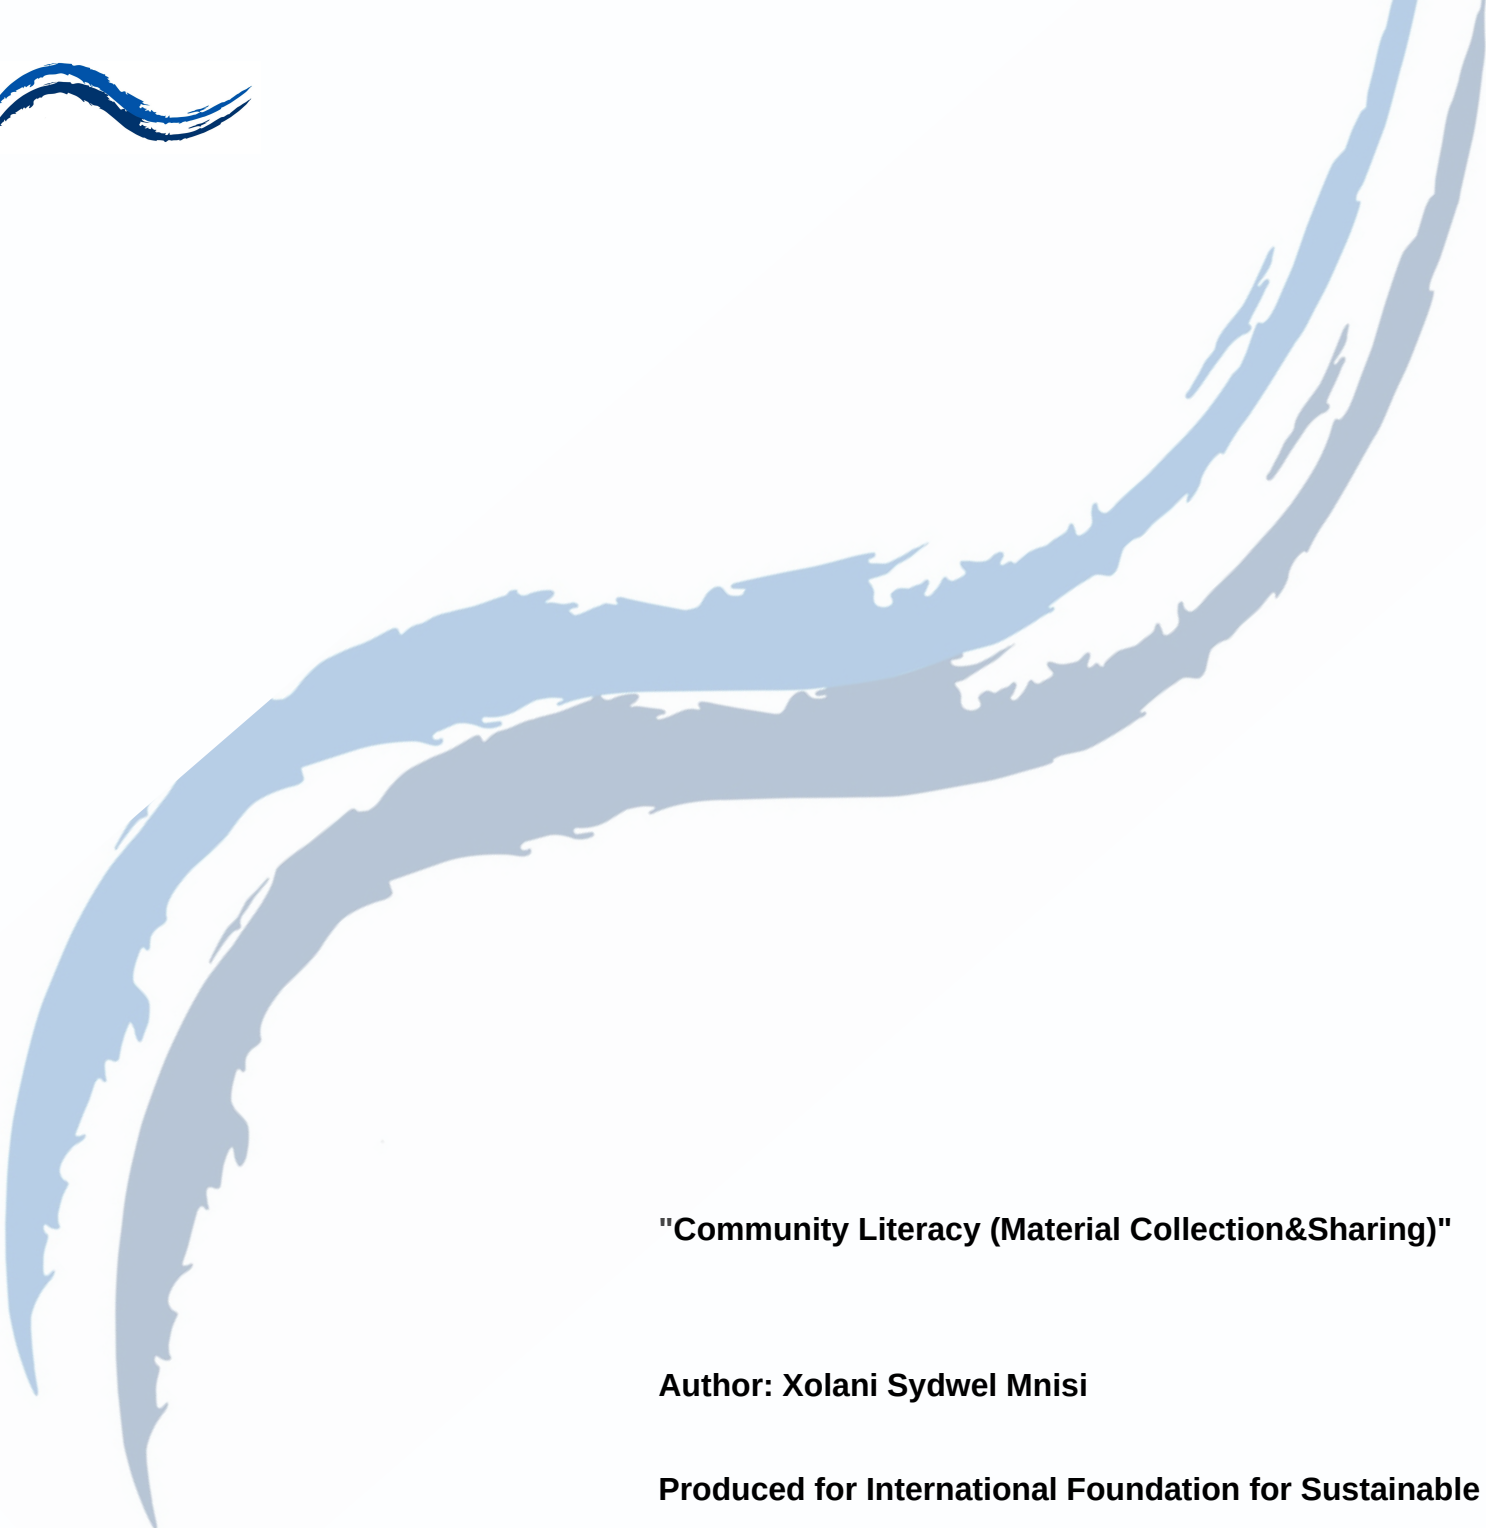 "Community Literacy (Material Collection&Sharing)"
Author: Xolani Sydwel Mnisi
Produced for International Foundation for Sustainable